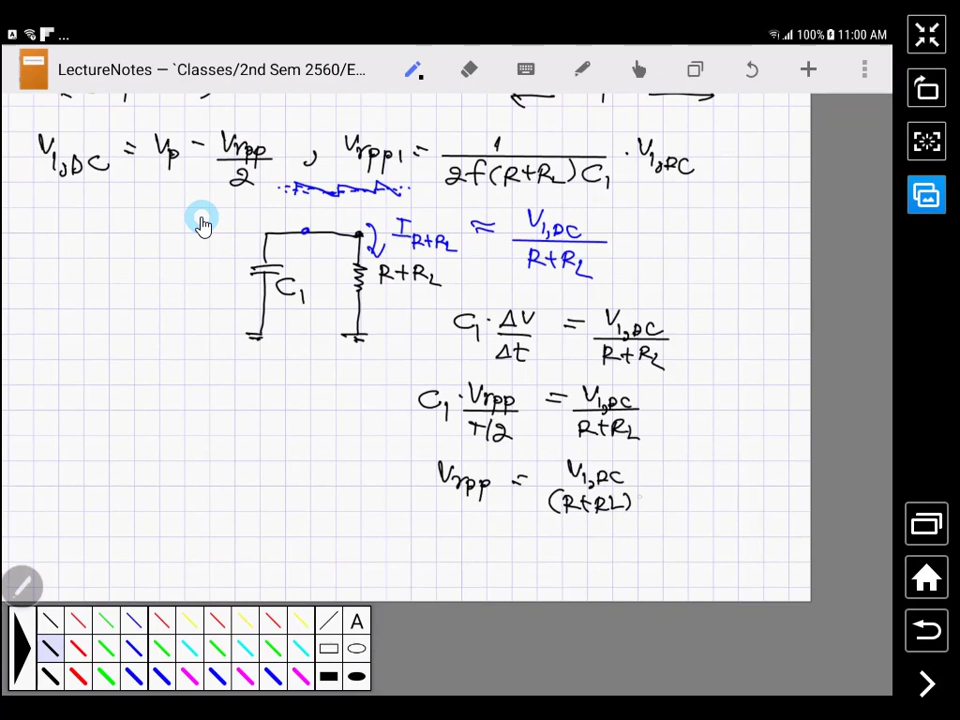 A ... 100% 11:00 AM
LectureNotes — `Classes/2nd Sem 2560/E...
V1,DC = Vp - Vrpp/2 , Vrpp1 = 1/(2f(R+RL)C1) · V1,DC
I R+RL ≈ V1,DC/(R+RL)
R+RL
C1
C1 · ΔV/Δt = V1,DC/(R+RL)
C1 · Vrpp/(T/2) = V1,DC/(R+RL)
Vrpp = V1,DC/(R+RL)
A